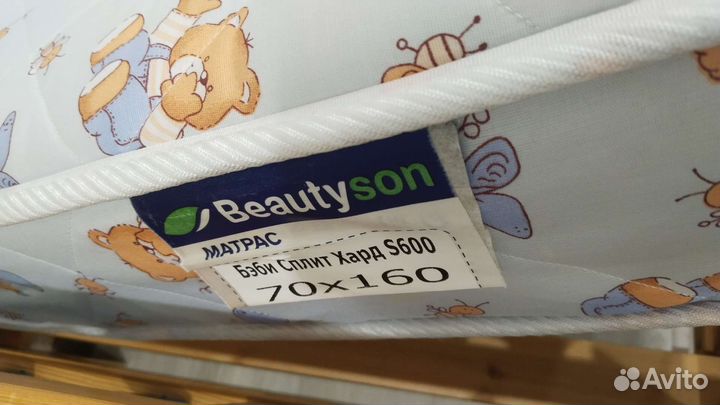 Beautyson
МАТРАС
Бэби Сплит Хард S600
70x160
Avito